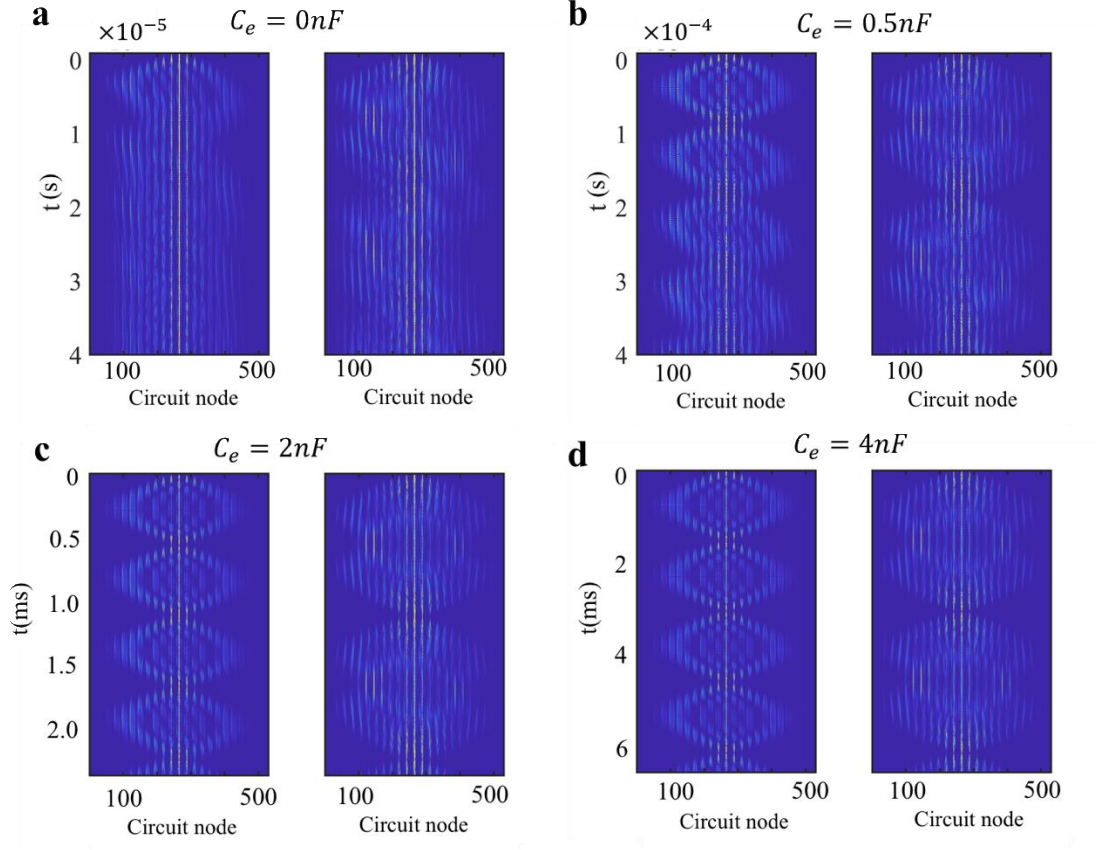 a
C_e = 0nF
×10⁻⁵
t (s)
0
1
2
3
4
100 500
Circuit node
100 500
Circuit node
b
C_e = 0.5nF
×10⁻⁴
t (s)
0
1
2
3
4
100 500
Circuit node
100 500
Circuit node
c
C_e = 2nF
t(ms)
0
0.5
1.0
1.5
2.0
100 500
Circuit node
100 500
Circuit node
d
C_e = 4nF
t(ms)
0
2
4
6
100 500
Circuit node
100 500
Circuit node